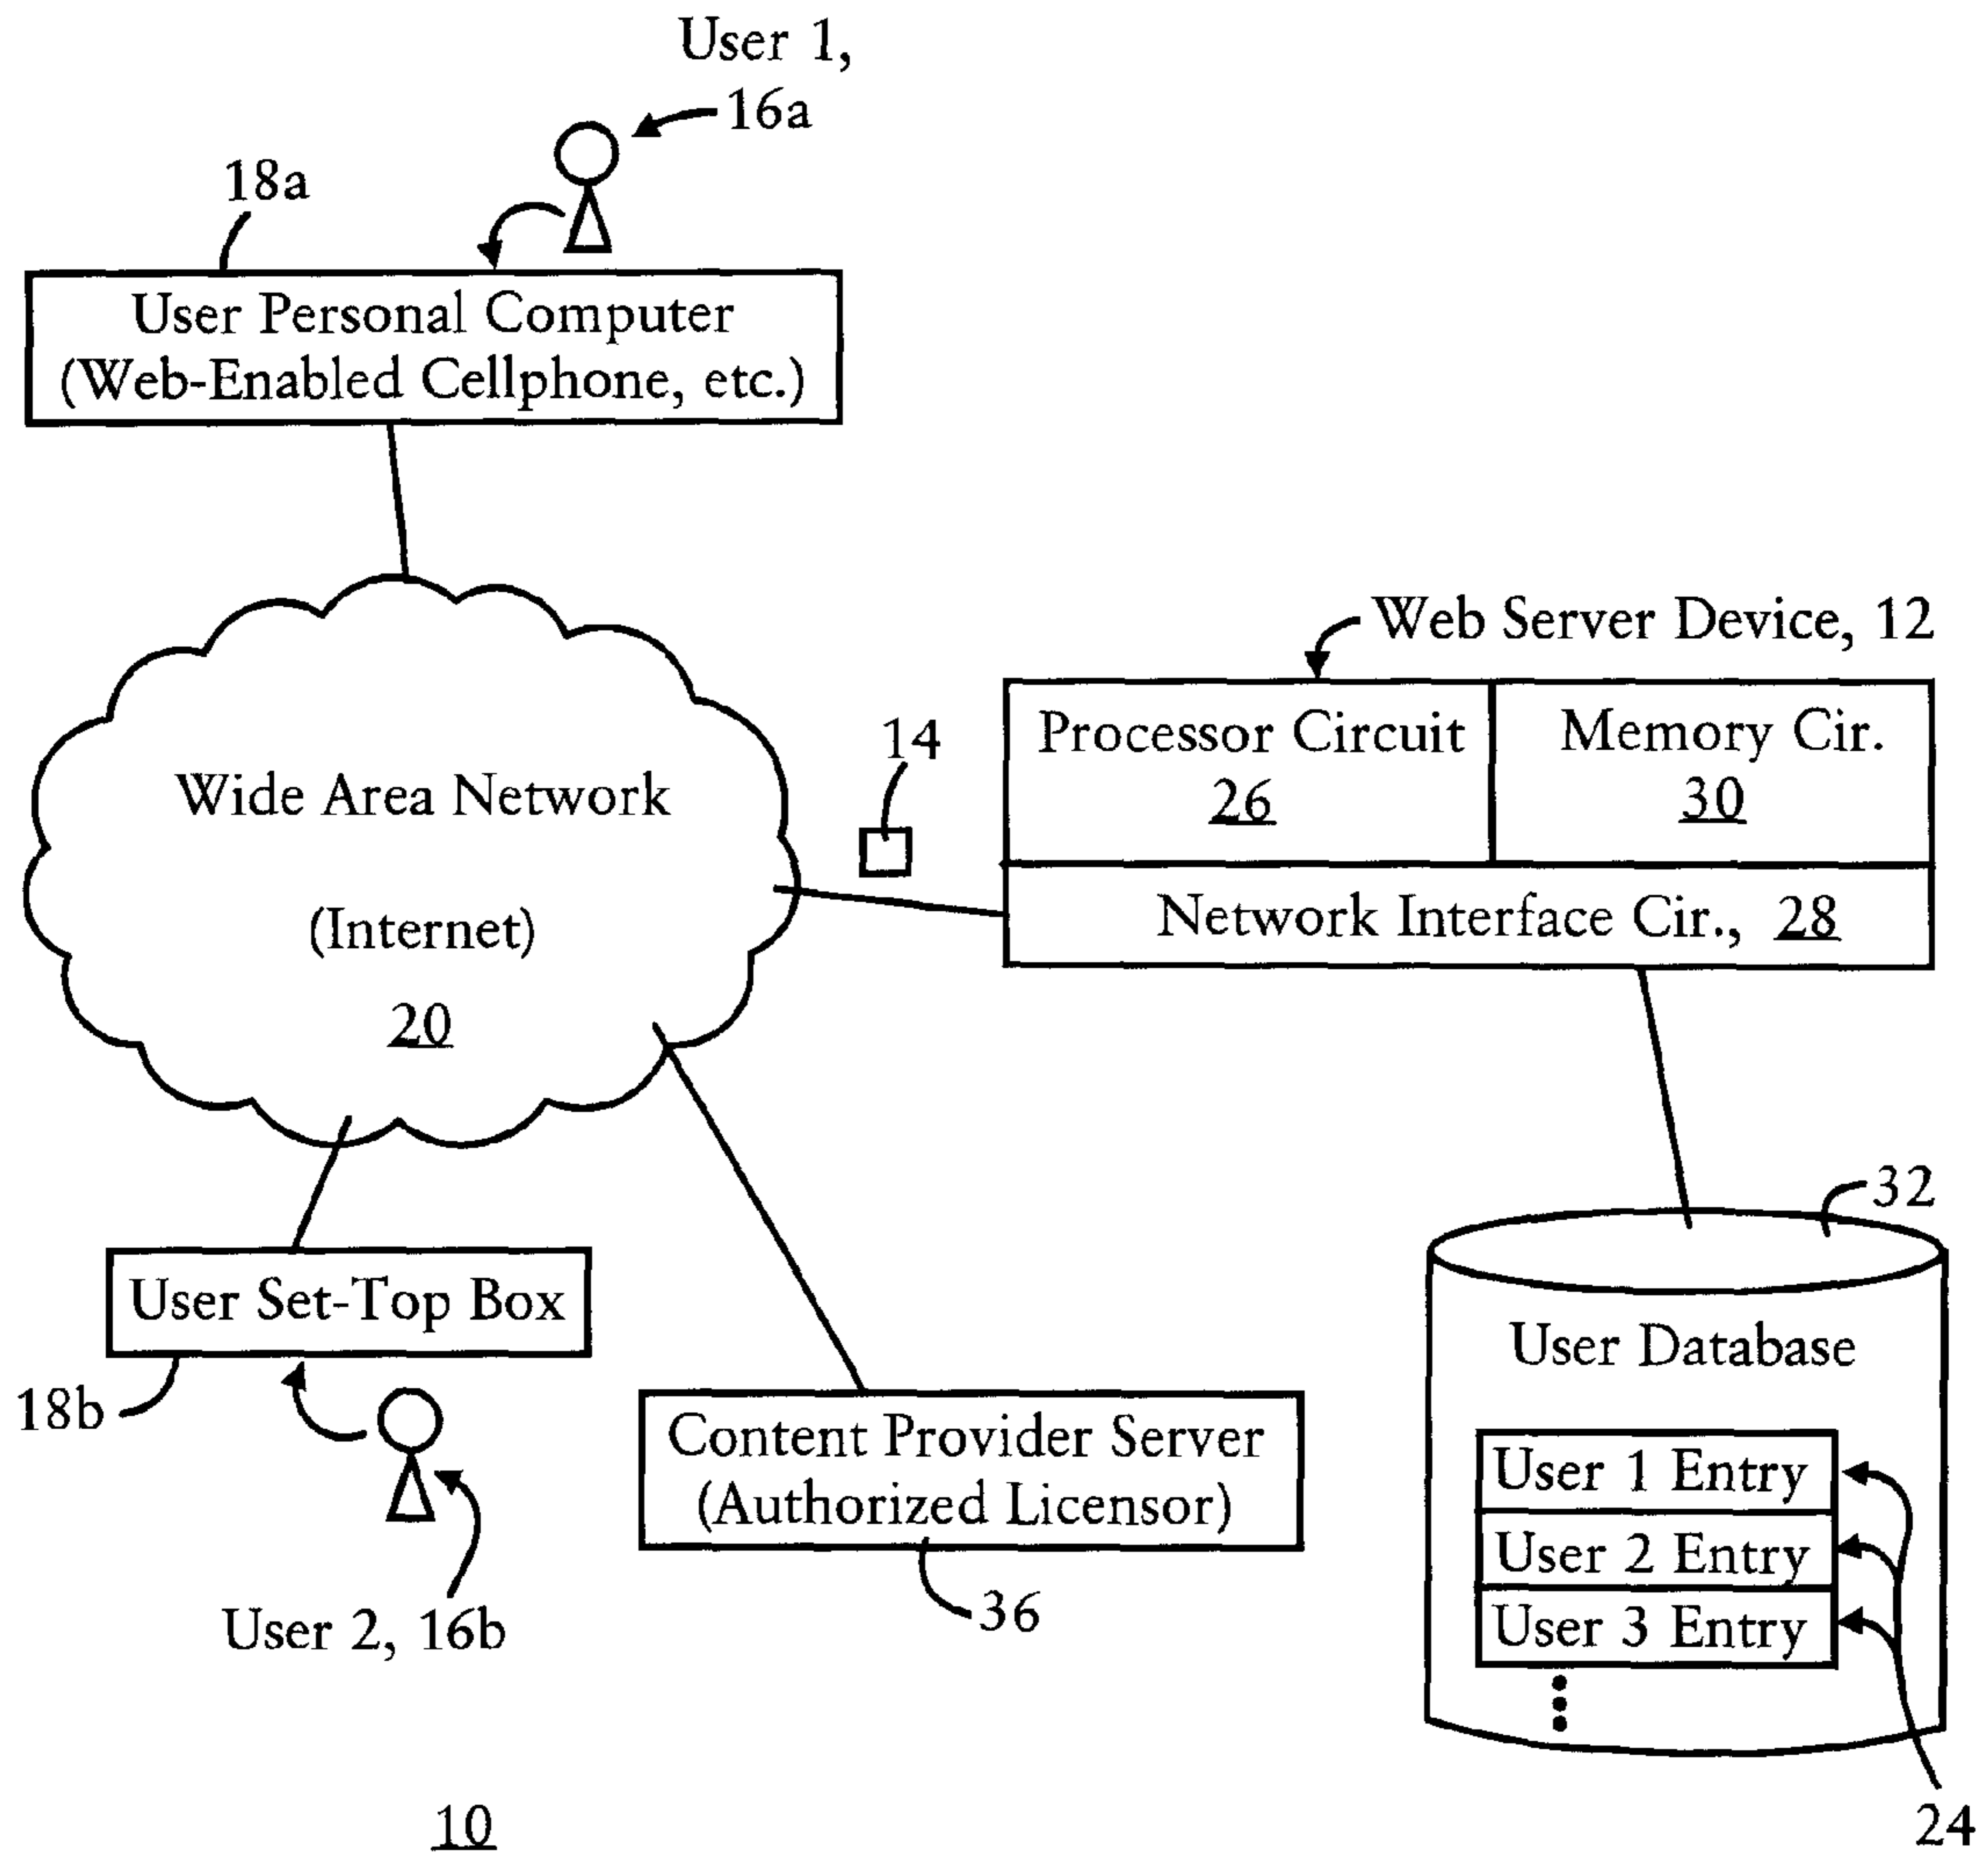 User 1,
16a
18a
User Personal Computer
(Web-Enabled Cellphone, etc.)
Web Server Device, 12
Processor Circuit
26
Memory Cir.
30
14
Network Interface Cir., 28
Wide Area Network
(Internet)
20
32
User Set-Top Box
18b
User 2, 16b
Content Provider Server
(Authorized Licensor)
36
User Database
User 1 Entry
User 2 Entry
User 3 Entry
24
10